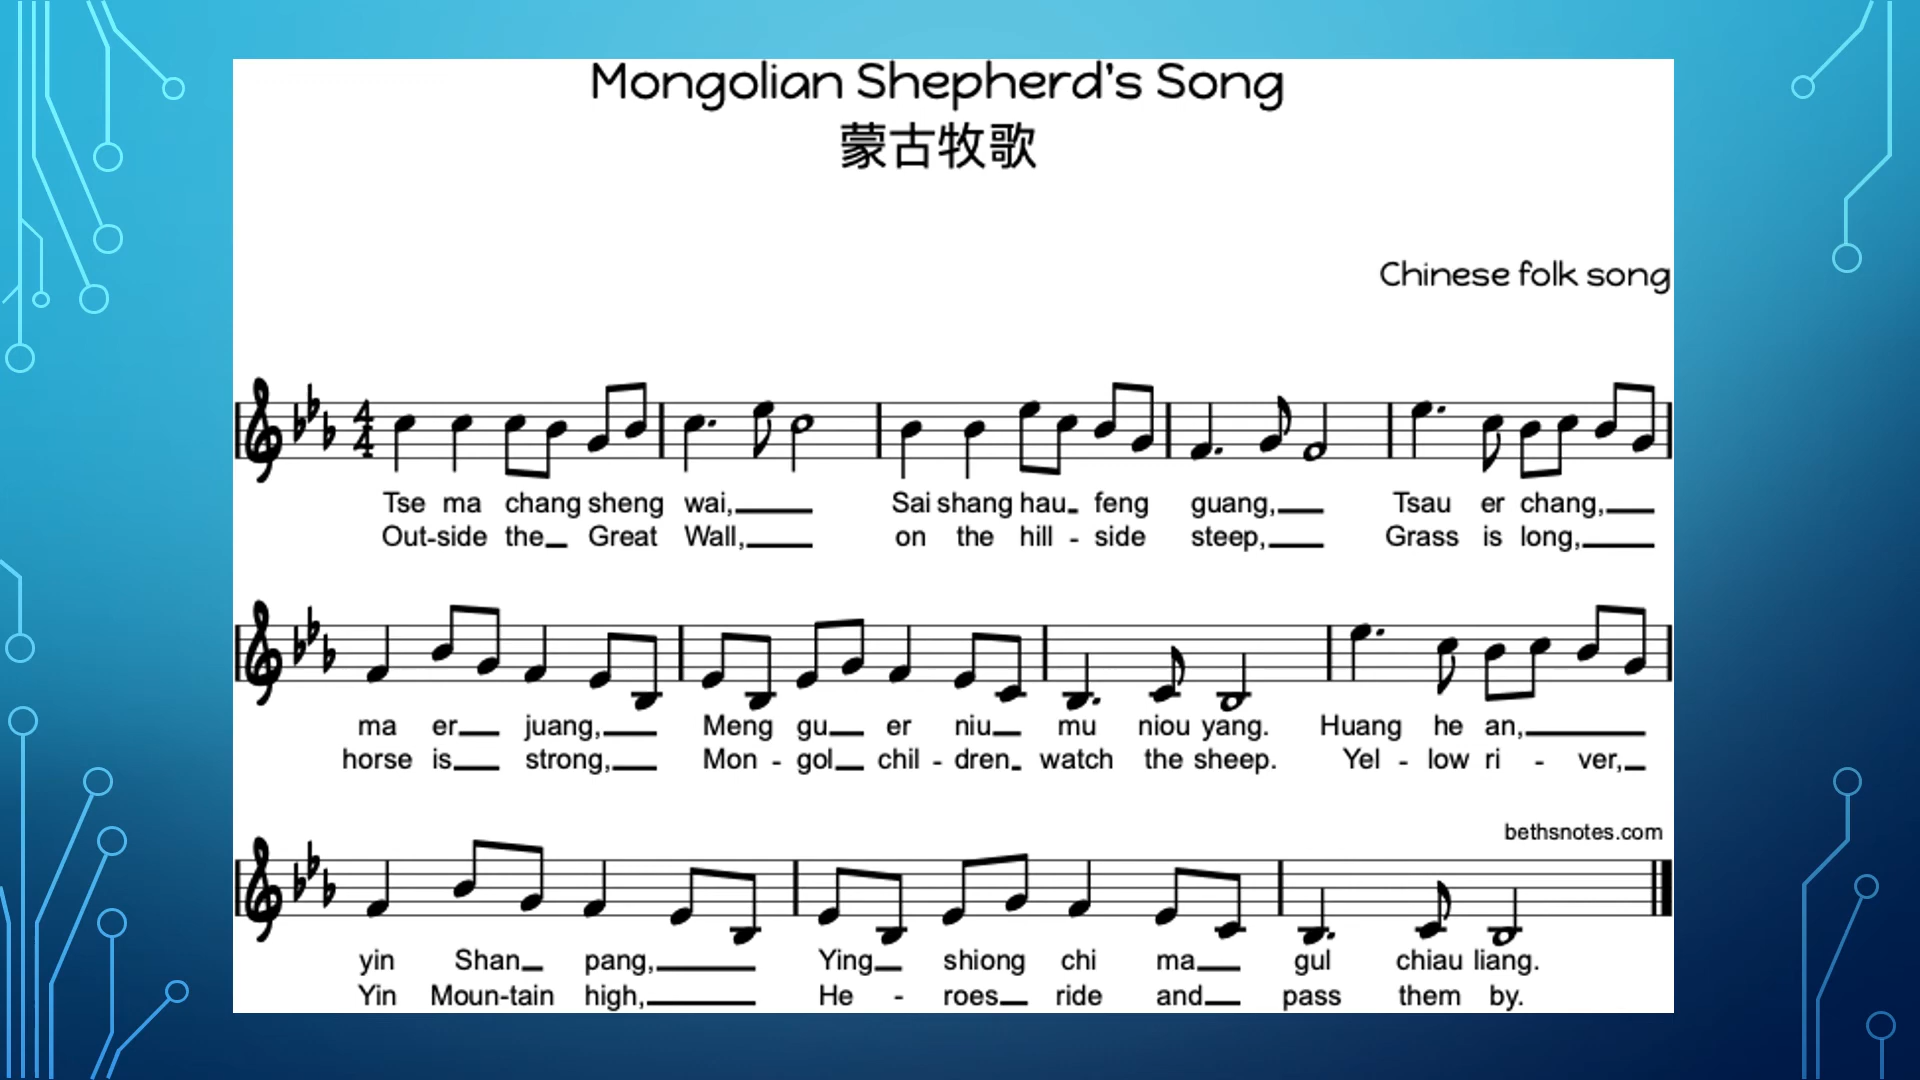 Mongolian Shepherd's Song
蒙古牧歌
Chinese folk song
4
4
Tse ma chang sheng wai, Sai shang hau feng guang, Tsau er chang,
Out-side the Great Wall, on the hill - side steep, Grass is long,
ma er juang, Meng gu er niu mu niou yang. Huang he an,
horse is strong, Mon - gol chil - dren watch the sheep. Yel - low ri - ver,
bethsnotes.com
yin Shan pang, Ying shiong chi ma gul chiau liang.
Yin Moun-tain high, He - roes ride and pass them by.